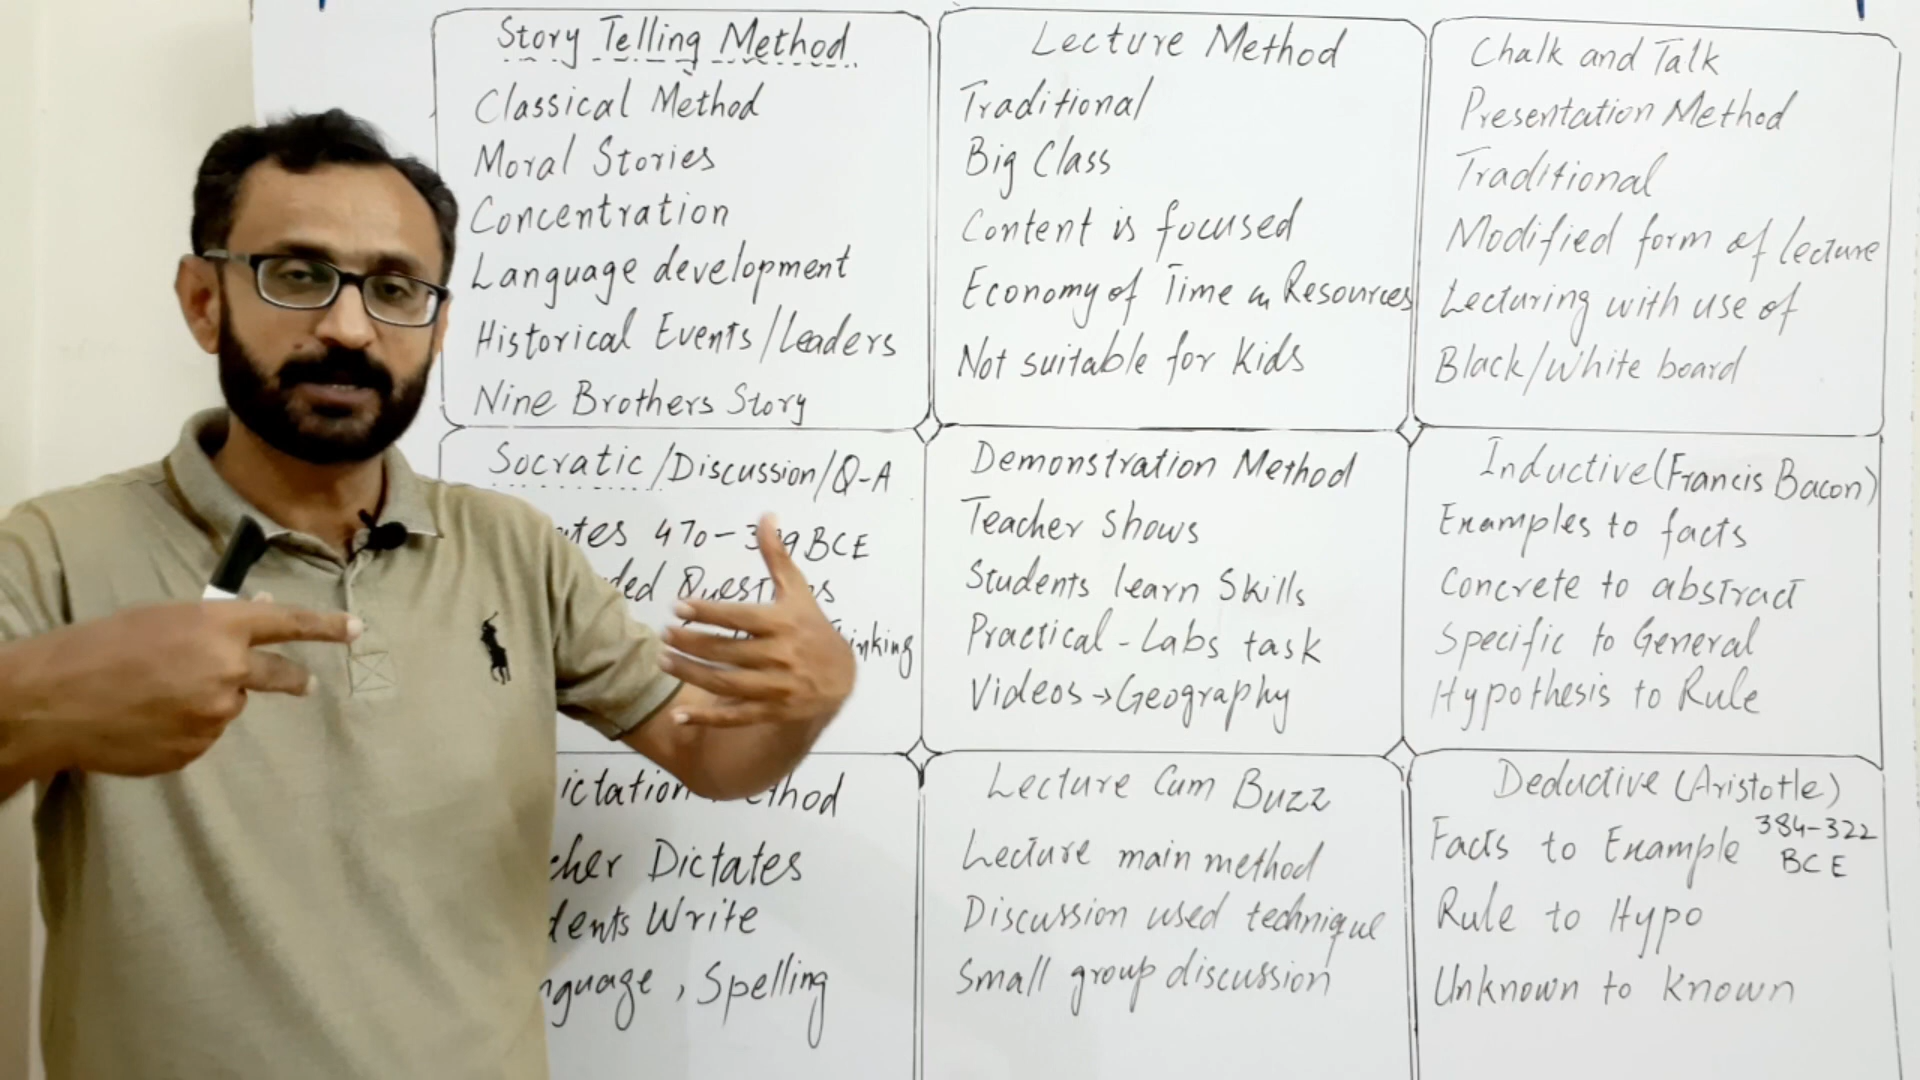 Story Telling Method
Classical Method
Moral Stories
Concentration
Language development
Historical Events/Leaders
Nine Brothers Story
Lecture Method
Traditional
Big Class
Content is focused
Economy of Time n Resources
Not suitable for Kids
Chalk and Talk
Presentation Method
Traditional
Modified form of lecture
Lecturing with use of
Black/White board
Socratic/Discussion/Q-A
470- BCE
Demonstration Method
Teacher Shows
Students learn Skills
Practical-Labs task
Videos→Geography
Inductive(Francis Bacon)
Examples to facts
Concrete to abstract
Specific to General
Hypothesis to Rule
Dictates
Write
, Spelling
Lecture Cum Buzz
Lecture main method
Discussion used technique
Small group discussion
Deductive (Aristotle)
384-322
Facts to Example
BCE
Rule to Hypo
Unknown to known